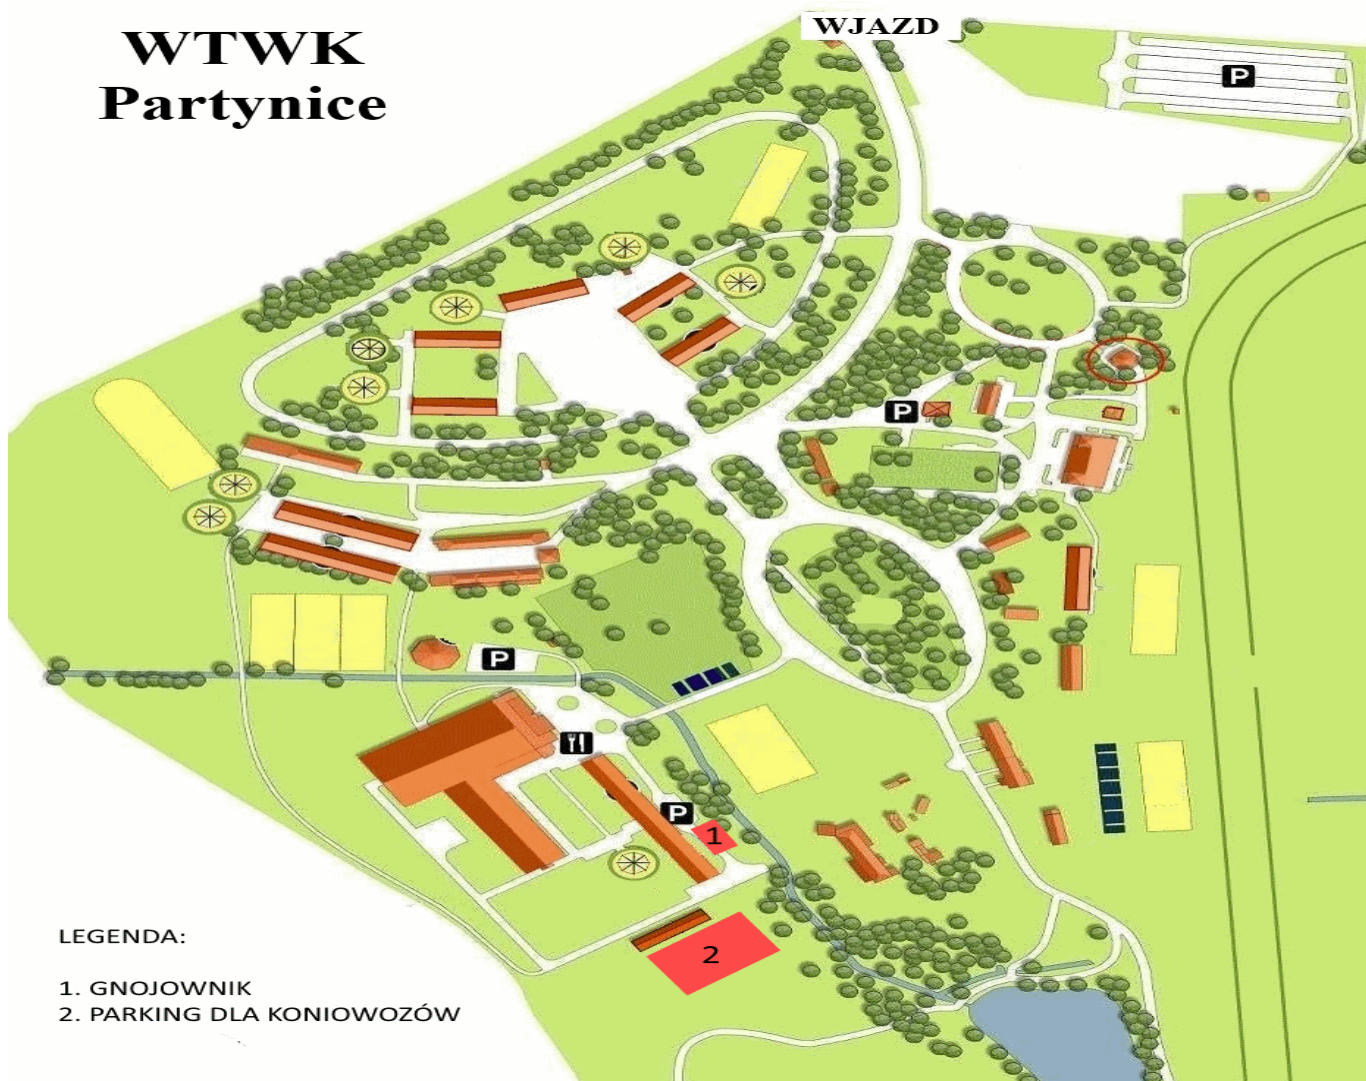 WTWK
Partynice
WJAZD
P
P
P
P
1
2
LEGENDA:
1. GNOJOWNIK
2. PARKING DLA KONIOWOZÓW